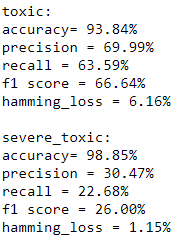 toxic:
accuracy= 93.84%
precision = 69.99%
recall = 63.59%
f1 score = 66.64%
hamming_loss = 6.16%

severe_toxic:
accuracy= 98.85%
precision = 30.47%
recall = 22.68%
f1 score = 26.00%
hamming_loss = 1.15%